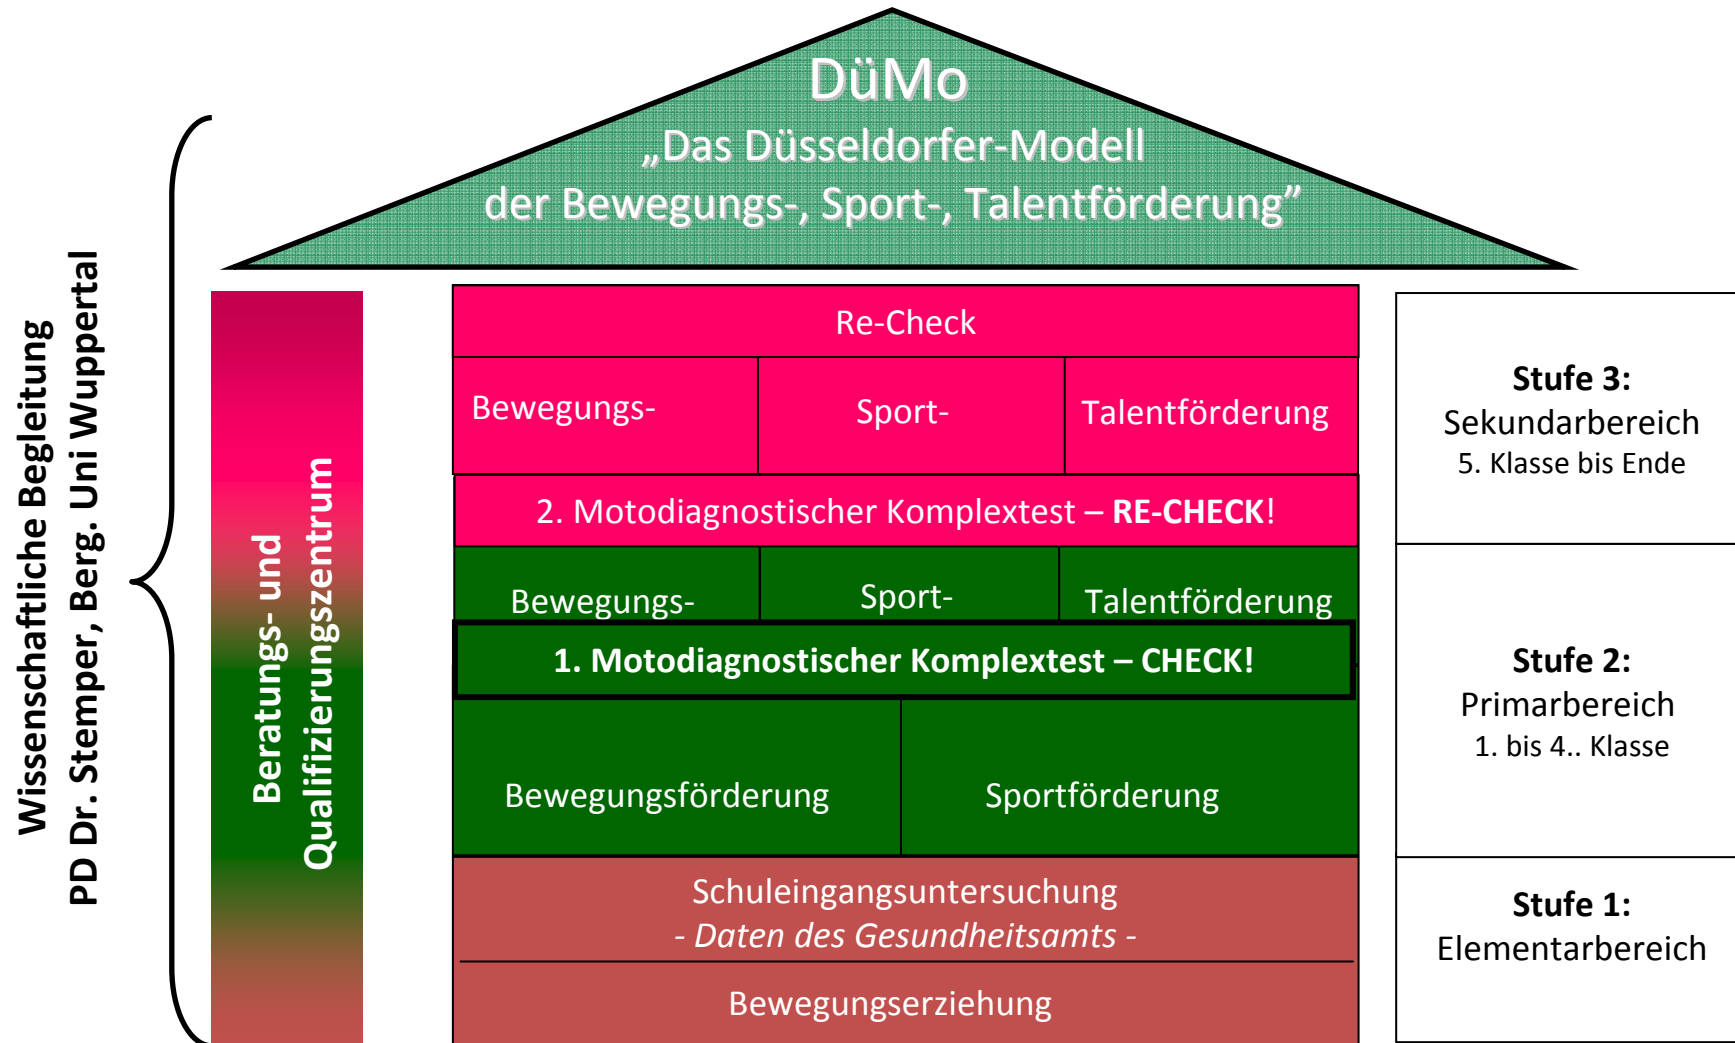 DüMo
„Das Düsseldorfer-Modell
der Bewegungs-, Sport-, Talentförderung”
Wissenschaftliche Begleitung
PD Dr. Stemper, Berg. Uni Wuppertal
Beratungs- und
Qualifizierungszentrum
Re-Check
Bewegungs-
Sport-
Talentförderung
2. Motodiagnostischer Komplextest – RE-CHECK!
Bewegungs-
Sport-
Talentförderung
1. Motodiagnostischer Komplextest – CHECK!
Bewegungsförderung
Sportförderung
Schuleingangsuntersuchung
- Daten des Gesundheitsamts -
Bewegungserziehung
Stufe 3:
Sekundarbereich
5. Klasse bis Ende
Stufe 2:
Primarbereich
1. bis 4.. Klasse
Stufe 1:
Elementarbereich